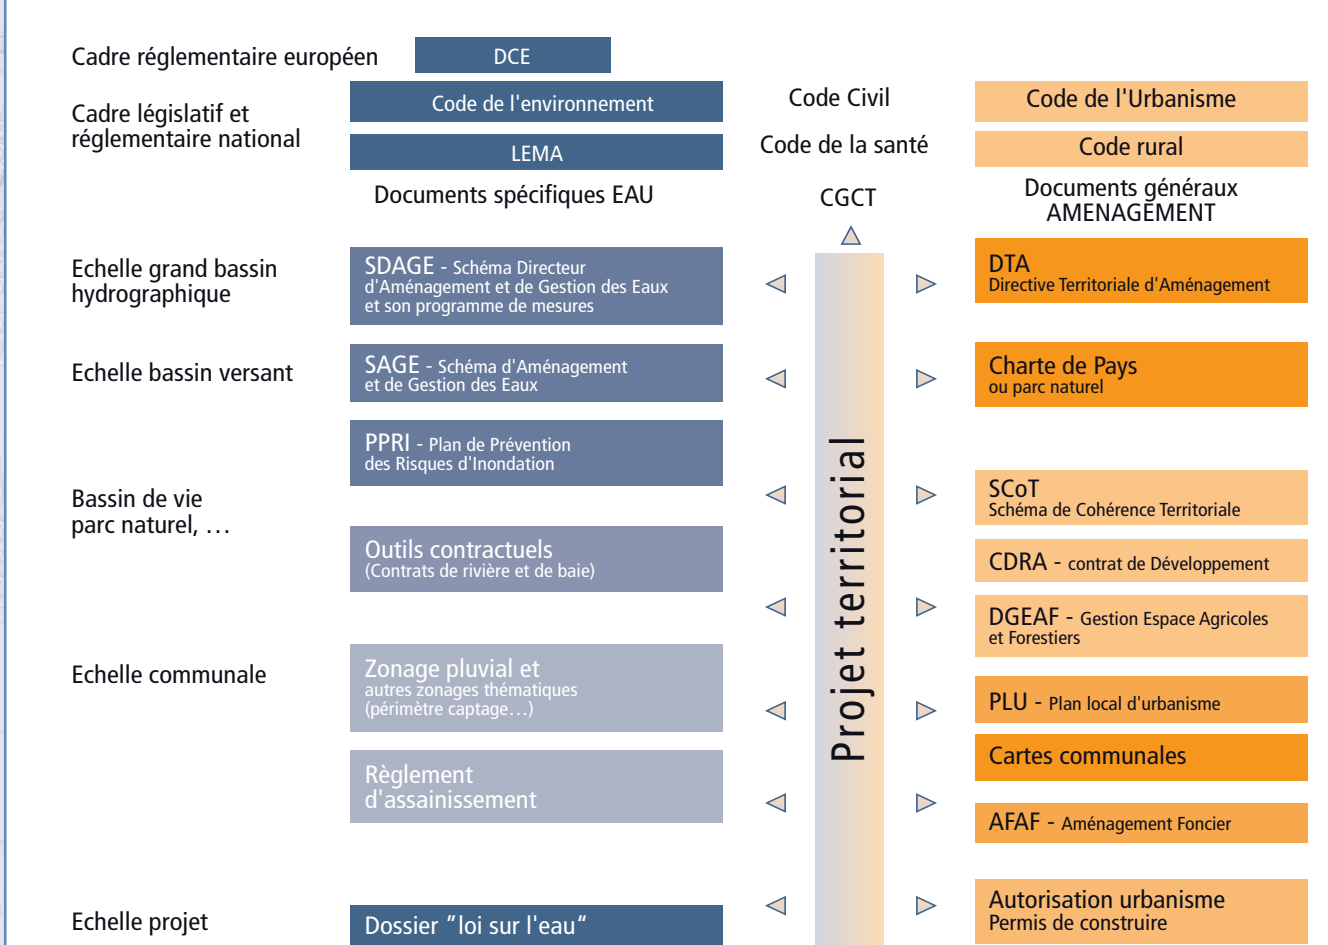 Cadre réglementaire européen
DCE
Cadre législatif et
réglementaire national
Code de l'environnement
Code Civil
Code de l'Urbanisme
LEMA
Code de la santé
Code rural
Documents spécifiques EAU
CGCT
Documents généraux
AMENAGEMENT
Echelle grand bassin
hydrographique
SDAGE - Schéma Directeur
d'Aménagement et de Gestion des Eaux
et son programme de mesures
DTA
Directive Territoriale d'Aménagement
Echelle bassin versant
SAGE - Schéma d'Aménagement
et de Gestion des Eaux
Charte de Pays
ou parc naturel
PPRI - Plan de Prévention
des Risques d'Inondation
Projet territorial
Bassin de vie
parc naturel, ...
SCoT
Schéma de Cohérence Territoriale
Outils contractuels
(Contrats de rivière et de baie)
CDRA - contrat de Développement
DGEAF - Gestion Espace Agricoles
et Forestiers
Echelle communale
Zonage pluvial et
autres zonages thématiques
(périmètre captage...)
PLU - Plan local d'urbanisme
Cartes communales
Règlement
d'assainissement
AFAF - Aménagement Foncier
Echelle projet
Dossier "loi sur l'eau"
Autorisation urbanisme
Permis de construire